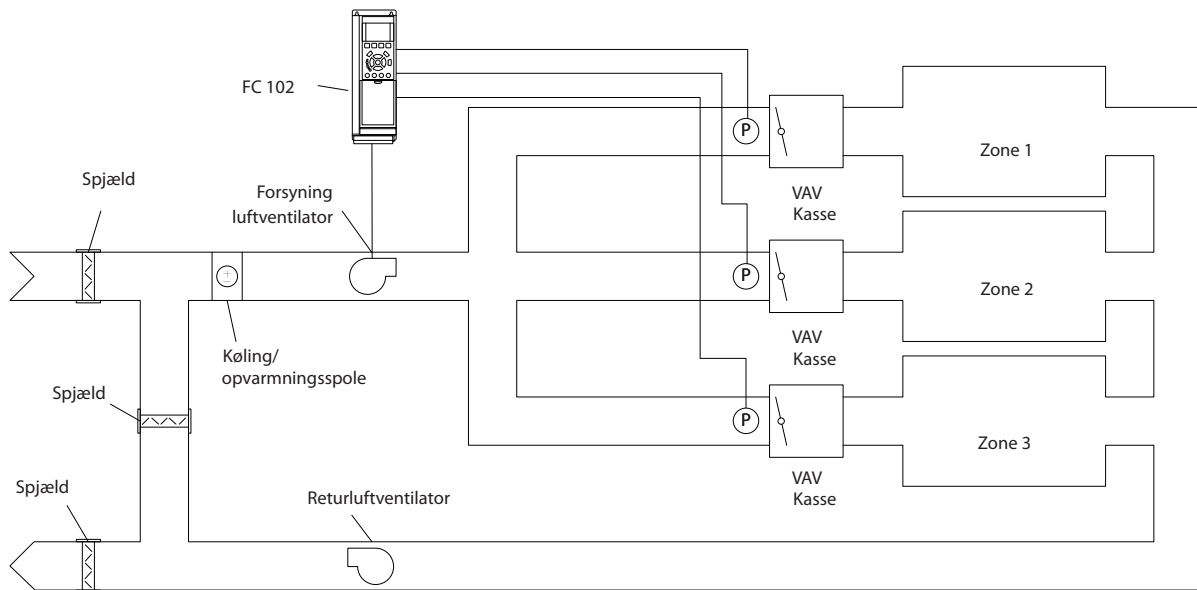 FC 102
P
Zone 1
Spjæld
Forsyning
luftventilator
VAV
Kasse
P
Zone 2
Køling/
opvarmningsspole
VAV
Kasse
Spjæld
P
Zone 3
VAV
Kasse
Spjæld
Returluftventilator